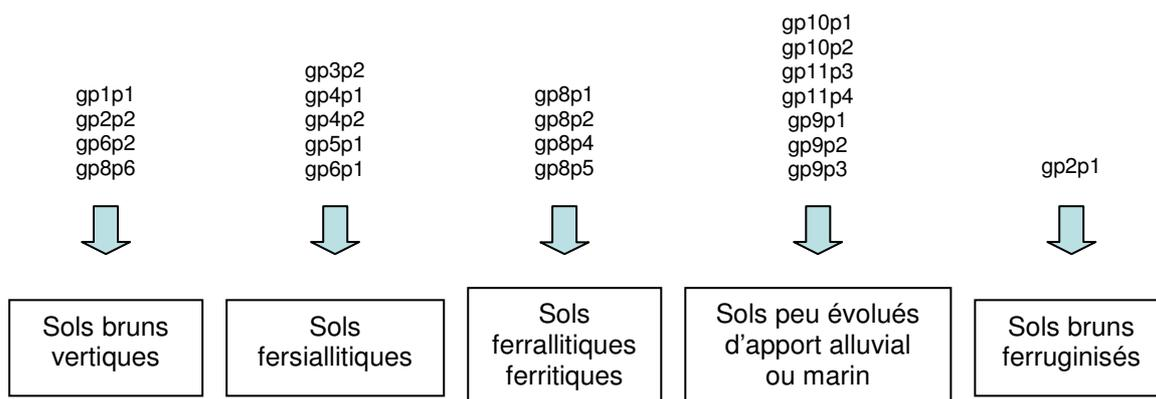 gp1p1
gp2p2
gp6p2
gp8p6
Sols bruns
vertiques
gp3p2
gp4p1
gp4p2
gp5p1
gp6p1
Sols
fersiallitiques
gp8p1
gp8p2
gp8p4
gp8p5
Sols
ferrallitiques
ferritiques
gp10p1
gp10p2
gp11p3
gp11p4
gp9p1
gp9p2
gp9p3
Sols peu évolués
d’apport alluvial
ou marin
gp2p1
Sols bruns
ferruginisés